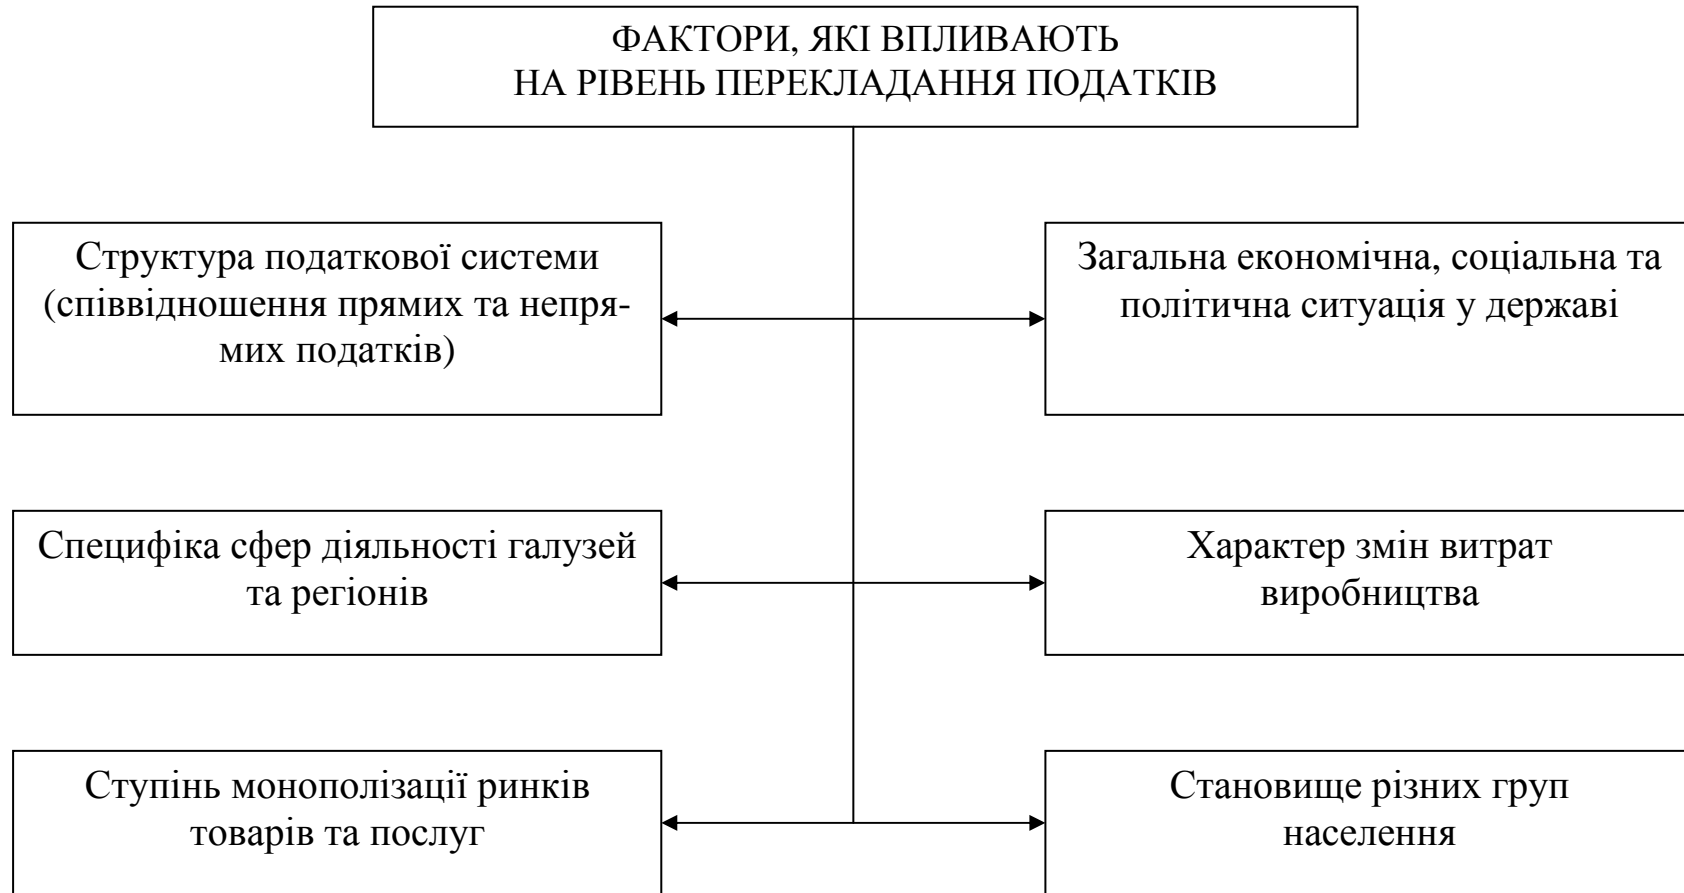 ФАКТОРИ, ЯКІ ВПЛИВАЮТЬ
НА РІВЕНЬ ПЕРЕКЛАДАННЯ ПОДАТКІВ
Структура податкової системи
(співвідношення прямих та непря-
мих податків)
Загальна економічна, соціальна та
політична ситуація у державі
Специфіка сфер діяльності галузей
та регіонів
Характер змін витрат
виробництва
Ступінь монополізації ринків
товарів та послуг
Становище різних груп
населення